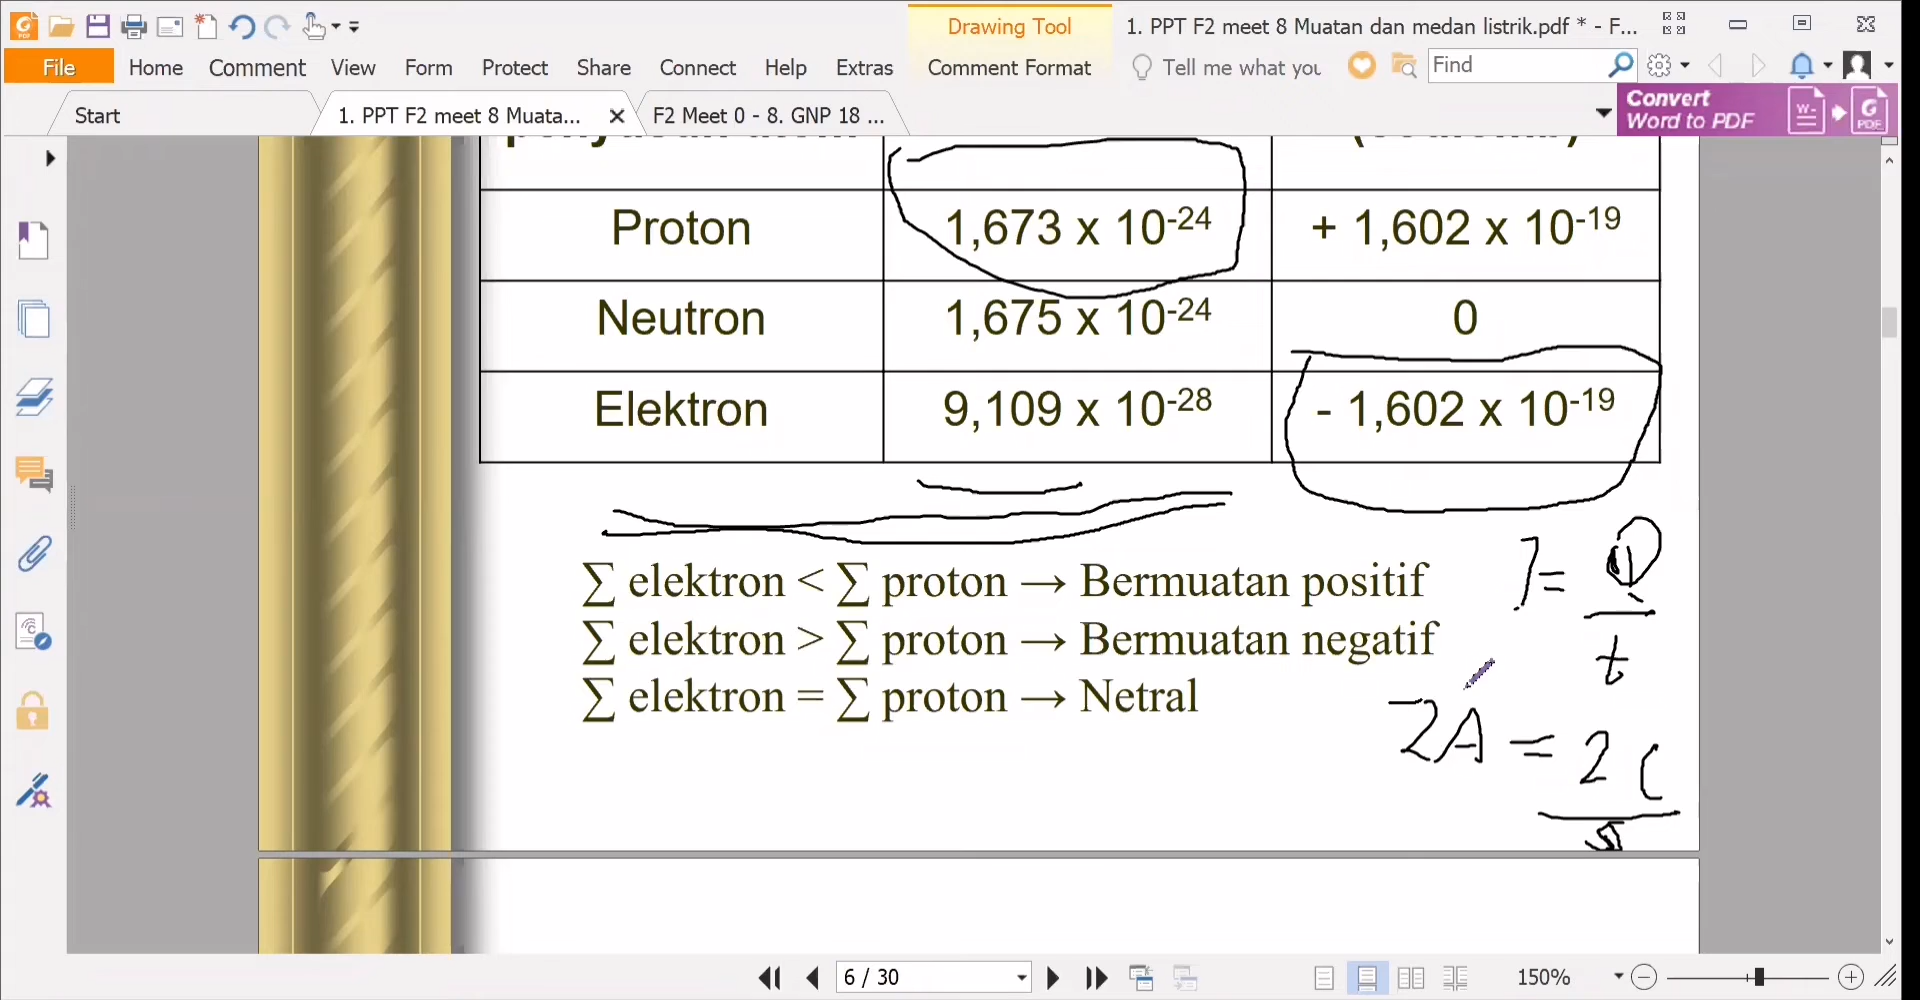 Drawing Tool
1. PPT F2 meet 8 Muatan dan medan listrik.pdf * - F...
File Home Comment View Form Protect Share Connect Help Extras Comment Format Tell me what you Find
Start
1. PPT F2 meet 8 Muata...
F2 Meet 0 - 8. GNP 18 ...
Convert
Word to PDF
Proton 1,673 x 10⁻²⁴ + 1,602 x 10⁻¹⁹
Neutron 1,675 x 10⁻²⁴ 0
Elektron 9,109 x 10⁻²⁸ - 1,602 x 10⁻¹⁹
∑ elektron < ∑ proton → Bermuatan positif
∑ elektron > ∑ proton → Bermuatan negatif
∑ elektron = ∑ proton → Netral
I = Q
t
2A = 2 C
s
6 / 30
150%